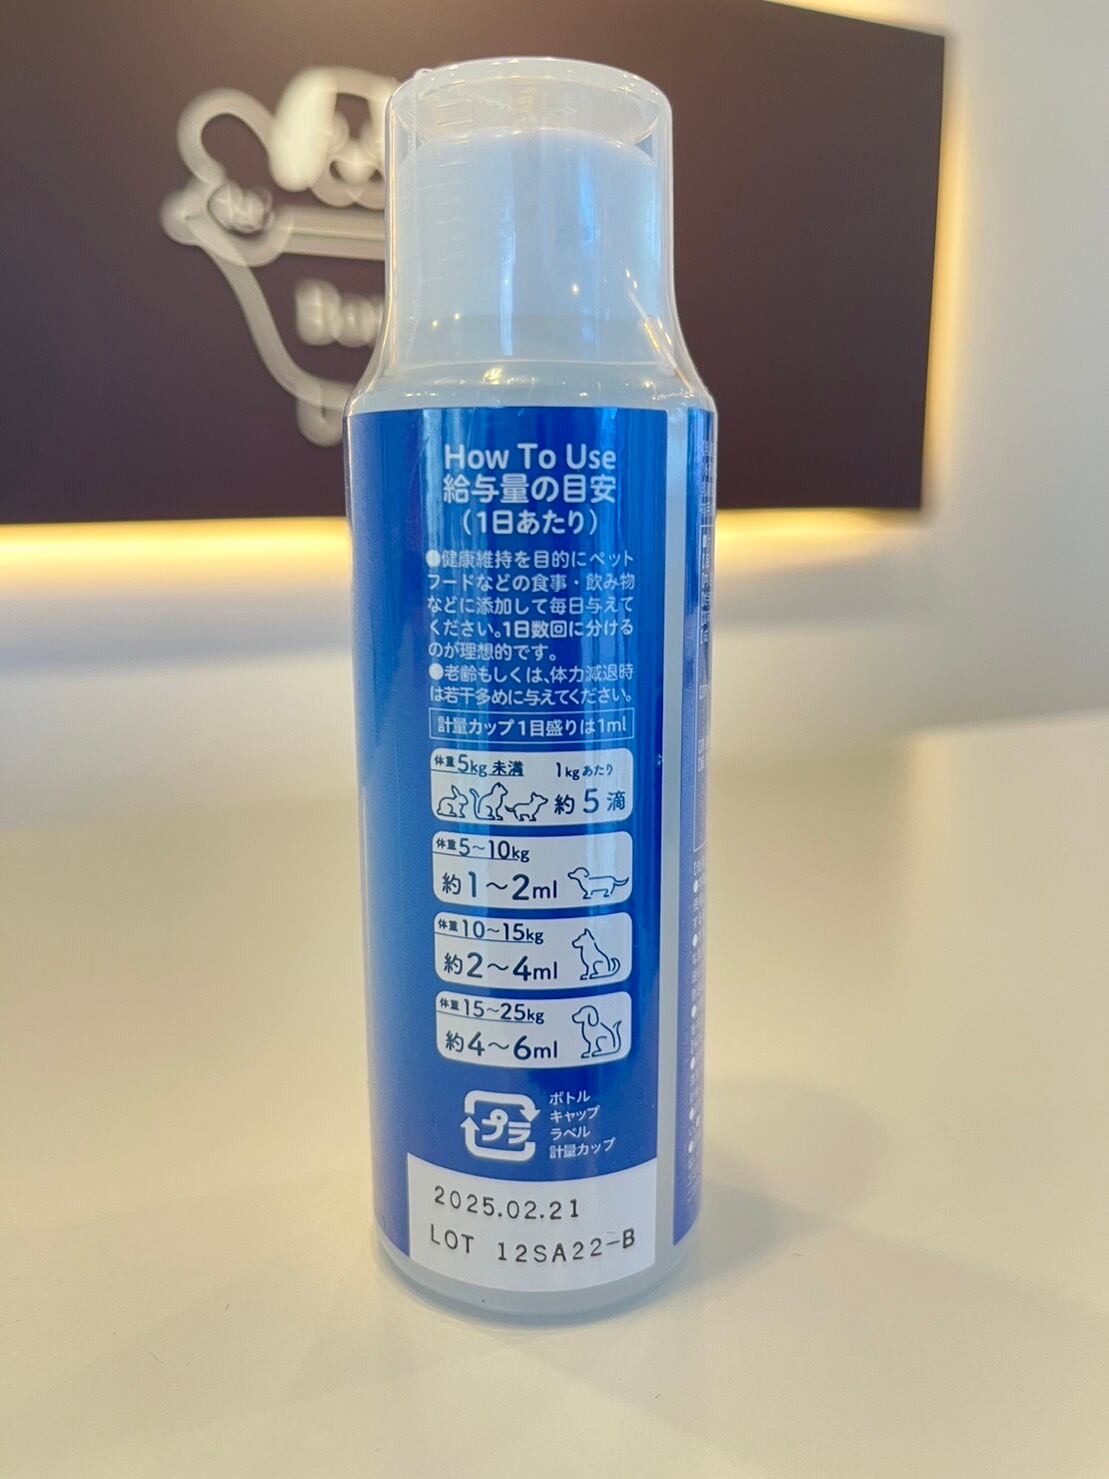 How To Use
給与量の目安
（1日あたり）
●健康維持を目的にペット
フードなどの食事・飲み物
などに添加して毎日与えて
ください。1日数回に分ける
のが理想的です。
●老齢もしくは、体力減退時
は若干多めに与えてください。
計量カップ1目盛りは1ml
体重5kg未満 1kgあたり
約5滴
体重5～10kg
約1～2ml
体重10～15kg
約2～4ml
体重15～25kg
約4～6ml
プラ
ボトル
キャップ
ラベル
計量カップ
2025.02.21
LOT 12SA22-B